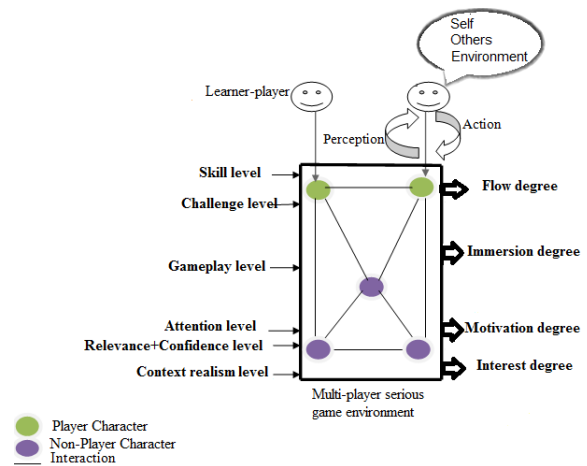 Self
Others
Environment
Learner-player
Perception
Action
Skill level
Flow degree
Challenge level
Immersion degree
Gameplay level
Attention level
Motivation degree
Relevance+Confidence level
Interest degree
Context realism level
Multi-player serious
game environment
Player Character
Non-Player Character
Interaction